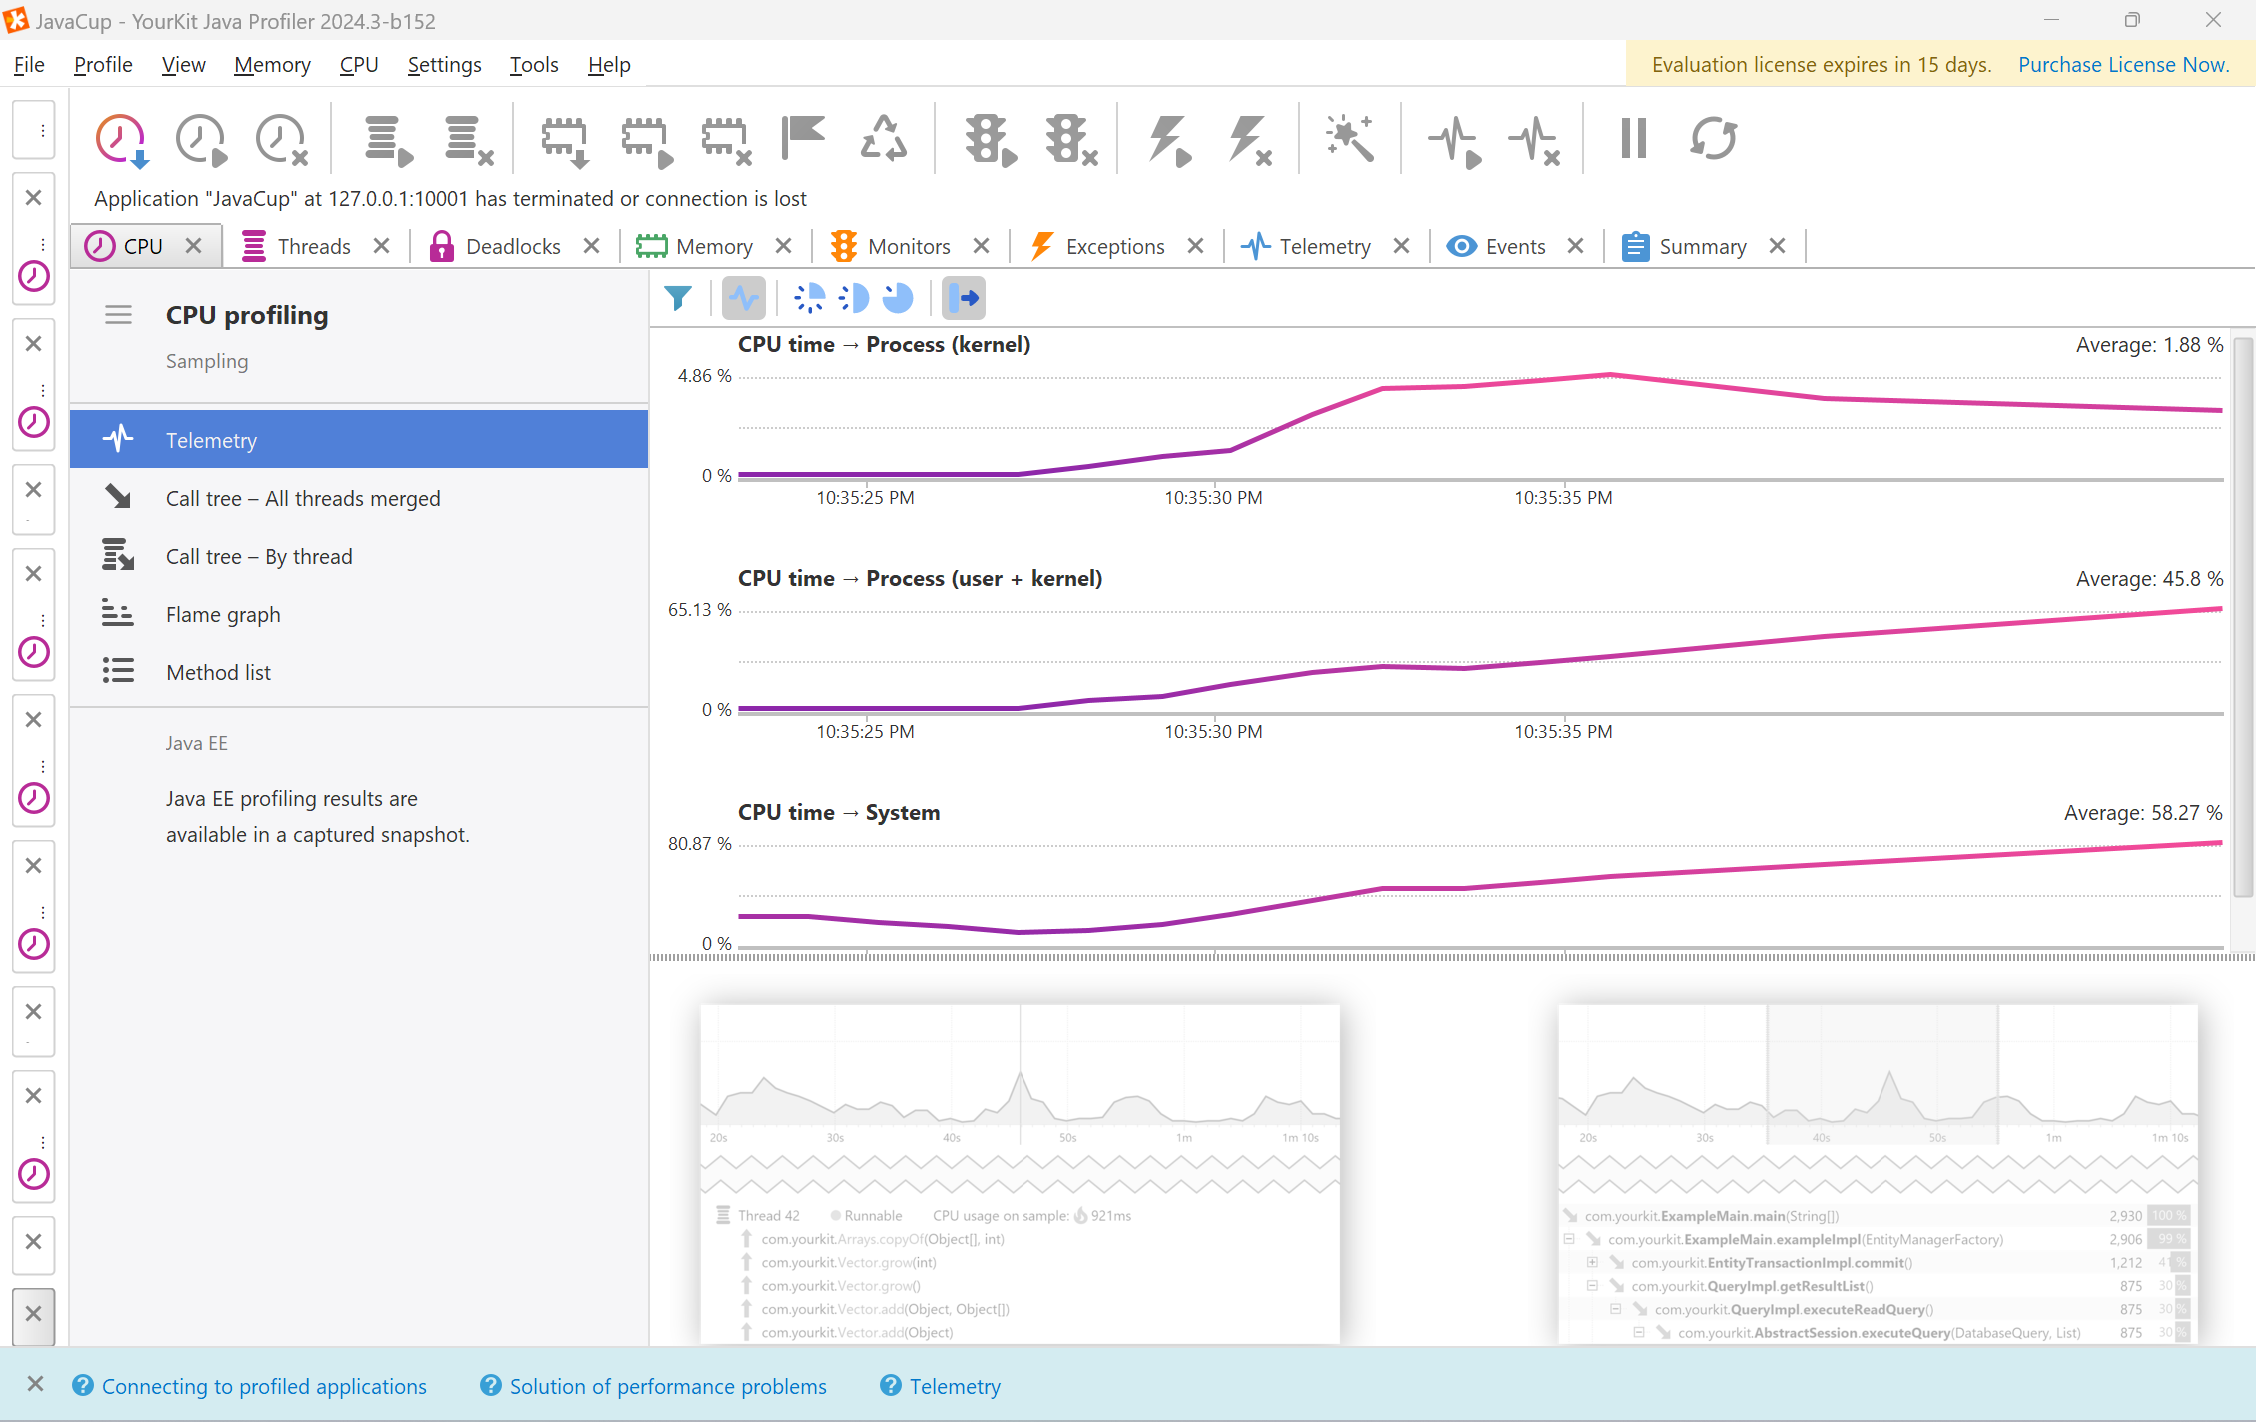 JavaCup - YourKit Java Profiler 2024.3-b152
File Profile View Memory CPU Settings Tools Help
Evaluation license expires in 15 days. Purchase License Now.
Application "JavaCup" at 127.0.0.1:10001 has terminated or connection is lost
CPU Threads Deadlocks Memory Monitors Exceptions Telemetry Events Summary
CPU profiling
Sampling
Telemetry
Call tree – All threads merged
Call tree – By thread
Flame graph
Method list
Java EE
Java EE profiling results are
available in a captured snapshot.
CPU time → Process (kernel) Average: 1.88 %
4.86 %
0 %
10:35:25 PM 10:35:30 PM 10:35:35 PM
CPU time → Process (user + kernel) Average: 45.8 %
65.13 %
0 %
10:35:25 PM 10:35:30 PM 10:35:35 PM
CPU time → System Average: 58.27 %
80.87 %
0 %
20s 30s 40s 50s 1m 1m 10s
Thread 42 Runnable CPU usage on sample: 921ms
com.yourkit.Arrays.copyOf(Object[], int)
com.yourkit.Vector.grow(int)
com.yourkit.Vector.grow()
com.yourkit.Vector.add(Object, Object[])
com.yourkit.Vector.add(Object)
20s 30s 40s 50s 1m 1m 10s
com.yourkit.ExampleMain.main(String[]) 2,930 100 %
com.yourkit.ExampleMain.exampleImpl(EntityManagerFactory) 2,906 99 %
com.yourkit.EntityTransactionImpl.commit() 1,212 41 %
com.yourkit.QueryImpl.getResultList() 875 30 %
com.yourkit.QueryImpl.executeReadQuery() 875 30 %
com.yourkit.AbstractSession.executeQuery(DatabaseQuery, List) 875 30 %
Connecting to profiled applications Solution of performance problems Telemetry